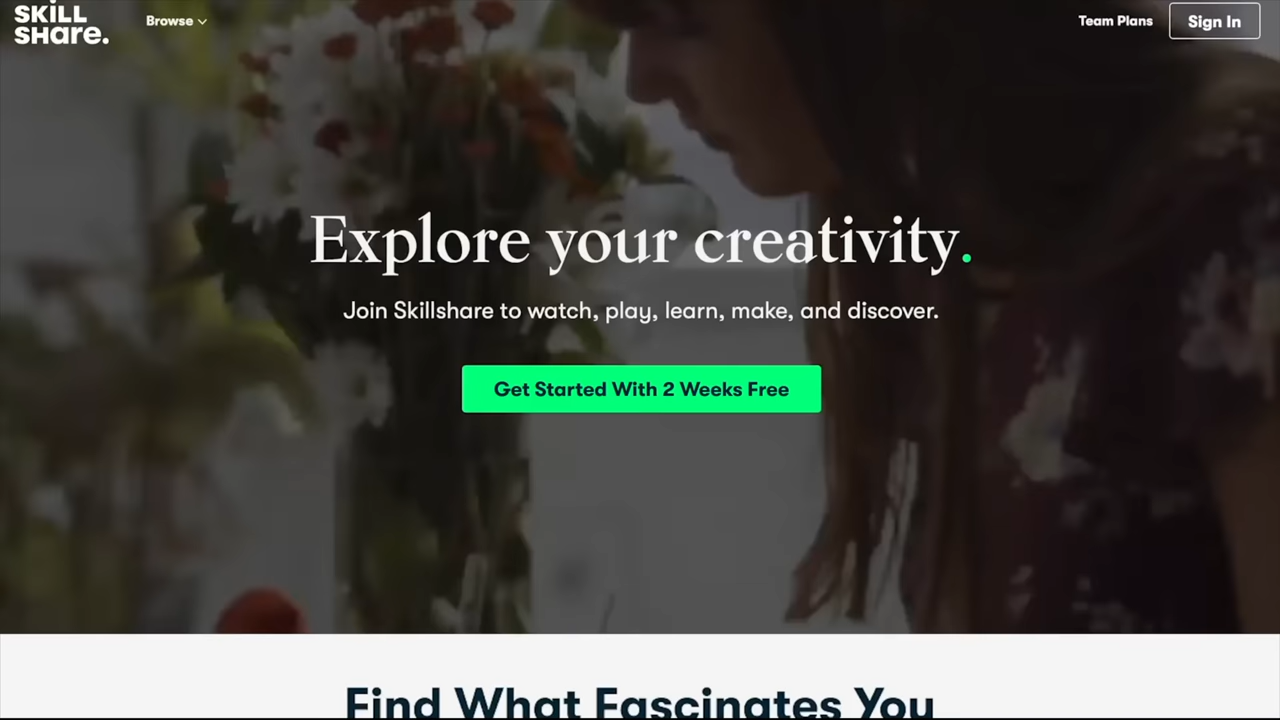 SKILL
SHare.
Browse
Team Plans
Sign In
Explore your creativity.
Join Skillshare to watch, play, learn, make, and discover.
Get Started With 2 Weeks Free
Find What Fascinates You